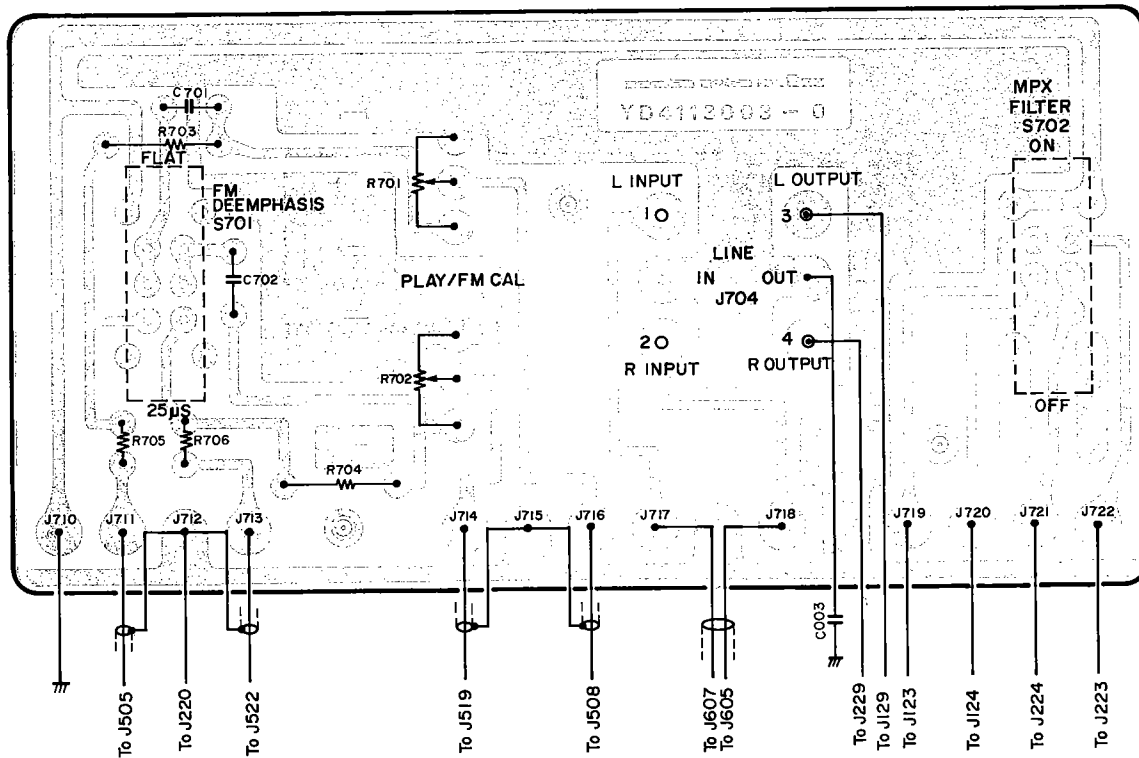 C701
R703
FLAT
FM
DEEMPHASIS
S701
C702
25µS
R705
R706
R704
R701
PLAY/FM CAL
R702
YD4113003-0
L INPUT
L OUTPUT
1
3
LINE
IN OUT
J704
2
4
R INPUT
R OUTPUT
MPX
FILTER
S702
ON
OFF
J710
J711
J712
J713
J714
J715
J716
J717
J718
J719
J720
J721
J722
C003
To J505
To J220
To J522
To J519
To J508
To J607
To J605
To J229
To J129
To J123
To J124
To J224
To J223